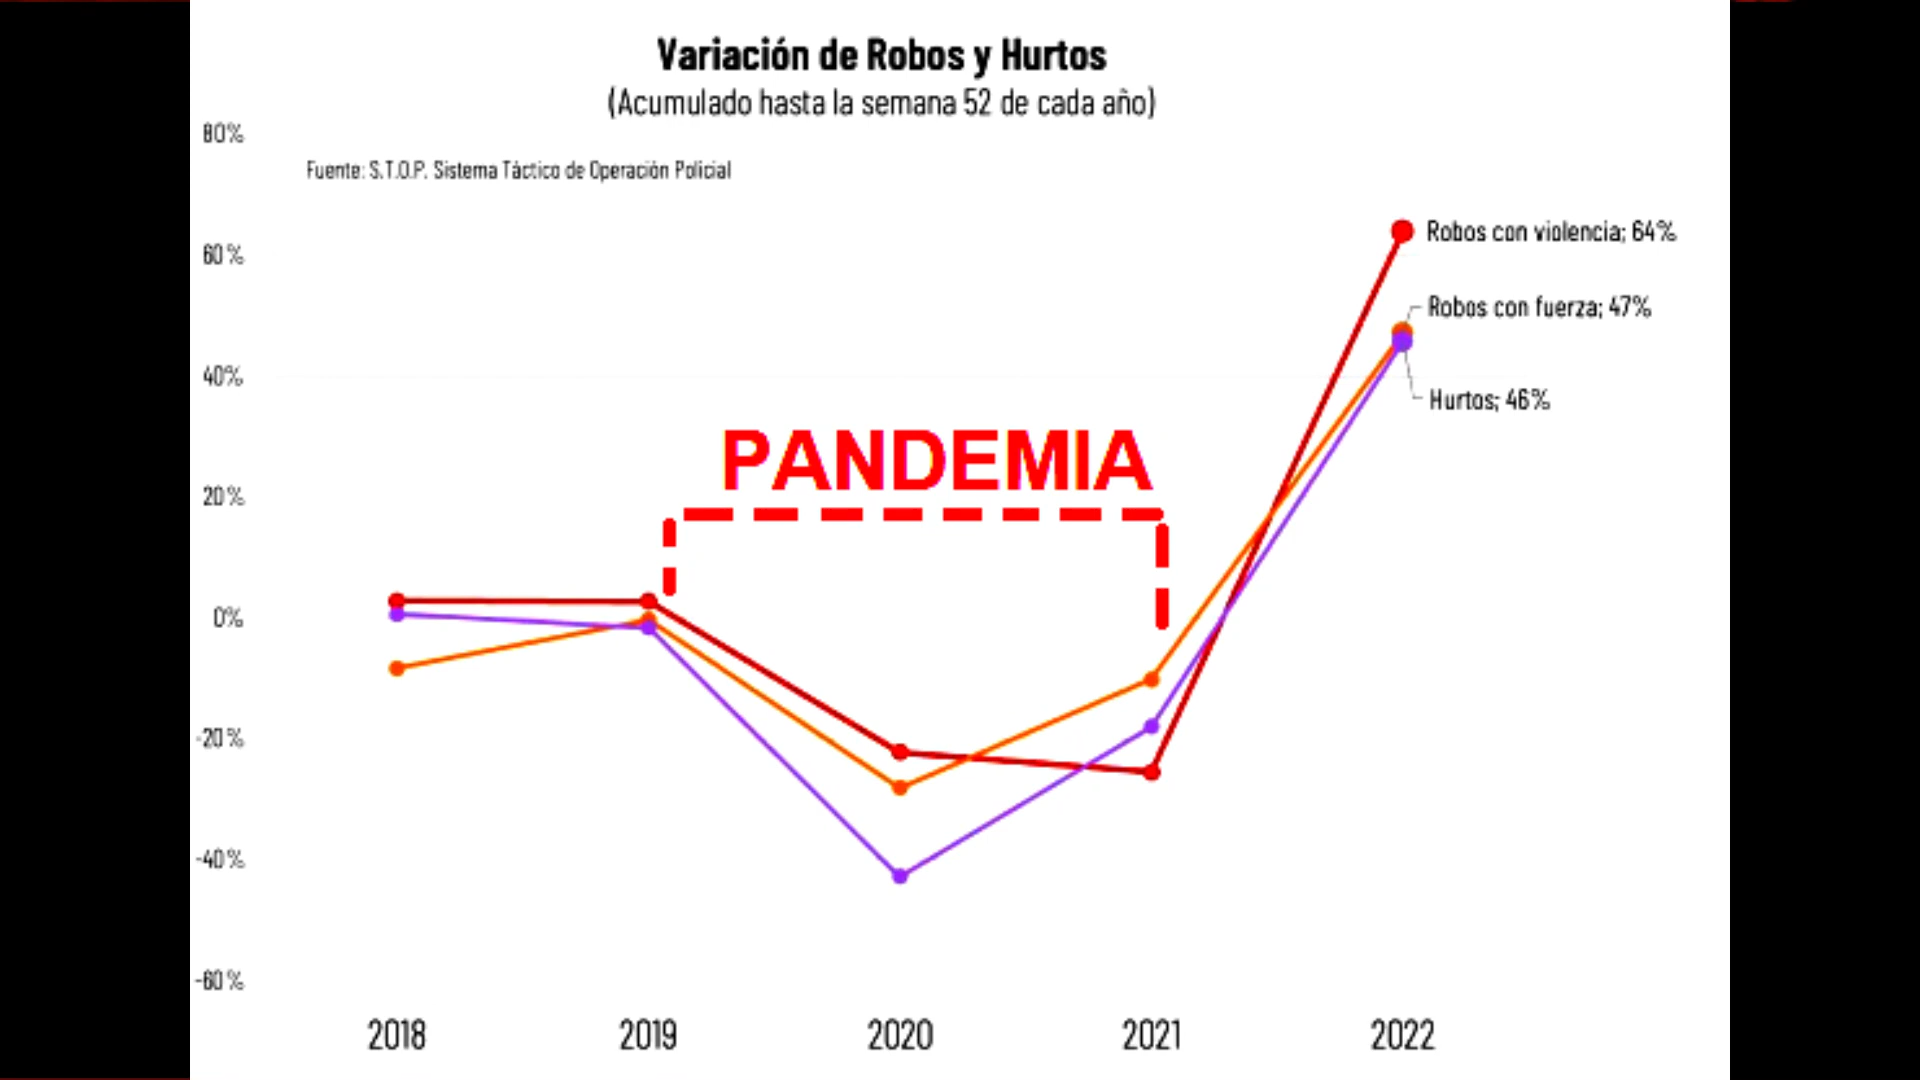 Variación de Robos y Hurtos
(Acumulado hasta la semana 52 de cada año)
80%
Fuente: S.T.O.P. Sistema Táctico de Operación Policial
Robos con violencia; 64%
60%
Robos con fuerza; 47%
40%
Hurtos; 46%
PANDEMIA
20%
0%
-20%
-40%
-60%
2018 2019 2020 2021 2022